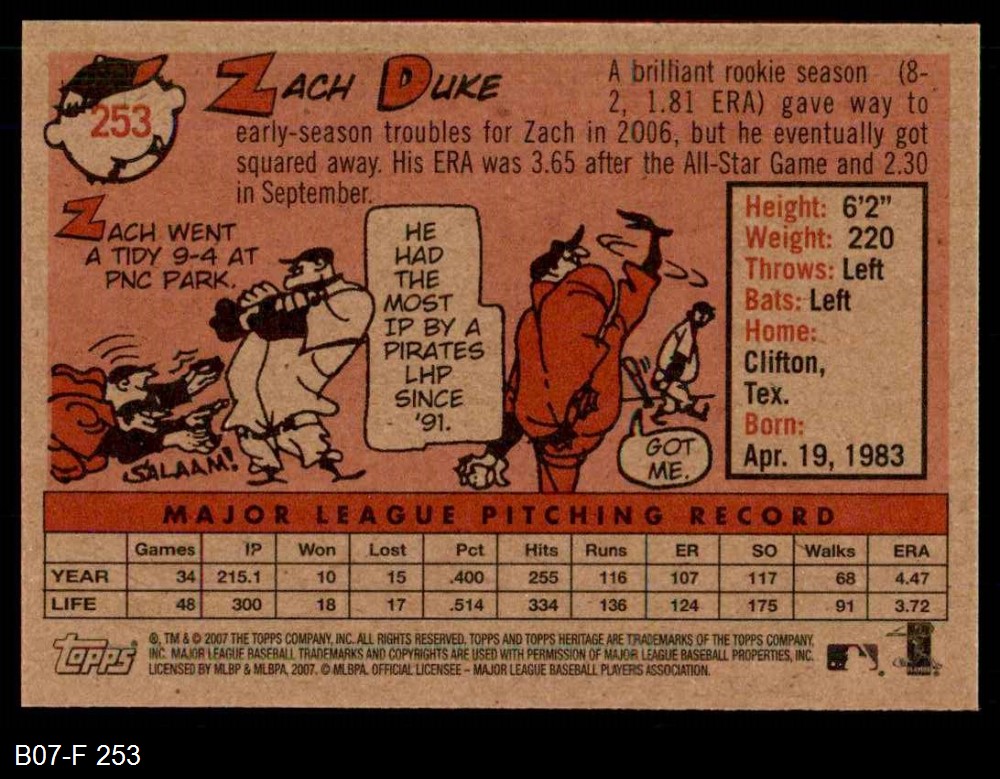 253
ZACH DUKE
A brilliant rookie season (8-
2, 1.81 ERA) gave way to
early-season troubles for Zach in 2006, but he eventually got
squared away. His ERA was 3.65 after the All-Star Game and 2.30
in September.
ZACH WENT
A TIDY 9-4 AT
PNC PARK.
SALAAM!
HE
HAD
THE
MOST
IP BY A
PIRATES
LHP
SINCE
'91.
GOT
ME.
Height: 6'2"
Weight: 220
Throws: Left
Bats: Left
Home:
Clifton,
Tex.
Born:
Apr. 19, 1983
MAJOR LEAGUE PITCHING RECORD
Games IP Won Lost Pct Hits Runs ER SO Walks ERA
YEAR 34 215.1 10 15 .400 255 116 107 117 68 4.47
LIFE 48 300 18 17 .514 334 136 124 175 91 3.72
Topps
®, TM & © 2007 THE TOPPS COMPANY, INC. ALL RIGHTS RESERVED. TOPPS AND TOPPS HERITAGE ARE TRADEMARKS OF THE TOPPS COMPANY,
INC. MAJOR LEAGUE BASEBALL TRADEMARKS AND COPYRIGHTS ARE USED WITH PERMISSION OF MAJOR LEAGUE BASEBALL PROPERTIES, INC.
LICENSED BY MLBP & MLBPA, 2007. © MLBPA. OFFICIAL LICENSEE – MAJOR LEAGUE BASEBALL PLAYERS ASSOCIATION.
B07-F 253